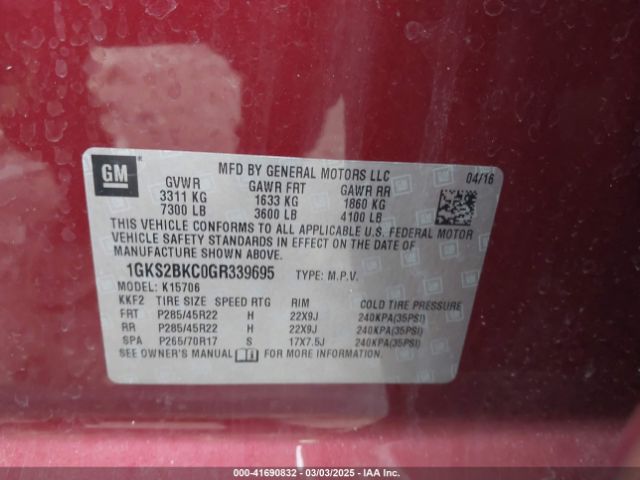 GM
MFD BY GENERAL MOTORS LLC
04/16
GVWR GAWR FRT GAWR RR
3311 KG 1633 KG 1860 KG
7300 LB 3600 LB 4100 LB
THIS VEHICLE CONFORMS TO ALL APPLICABLE U.S. FEDERAL MOTOR
VEHICLE SAFETY STANDARDS IN EFFECT ON THE DATE OF
MANUFACTURE SHOWN ABOVE.
1GKS2BKC0GR339695 TYPE: M.P.V.
MODEL: K15706
KKF2 TIRE SIZE SPEED RTG RIM COLD TIRE PRESSURE
FRT P285/45R22 H 22X9J 240KPA(35PSI)
RR P285/45R22 H 22X9J 240KPA(35PSI)
SPA P265/70R17 S 17X7.5J 240KPA(35PSI)
SEE OWNER'S MANUAL FOR MORE INFORMATION.
000-41690832 — 03/03/2025 — IAA Inc.